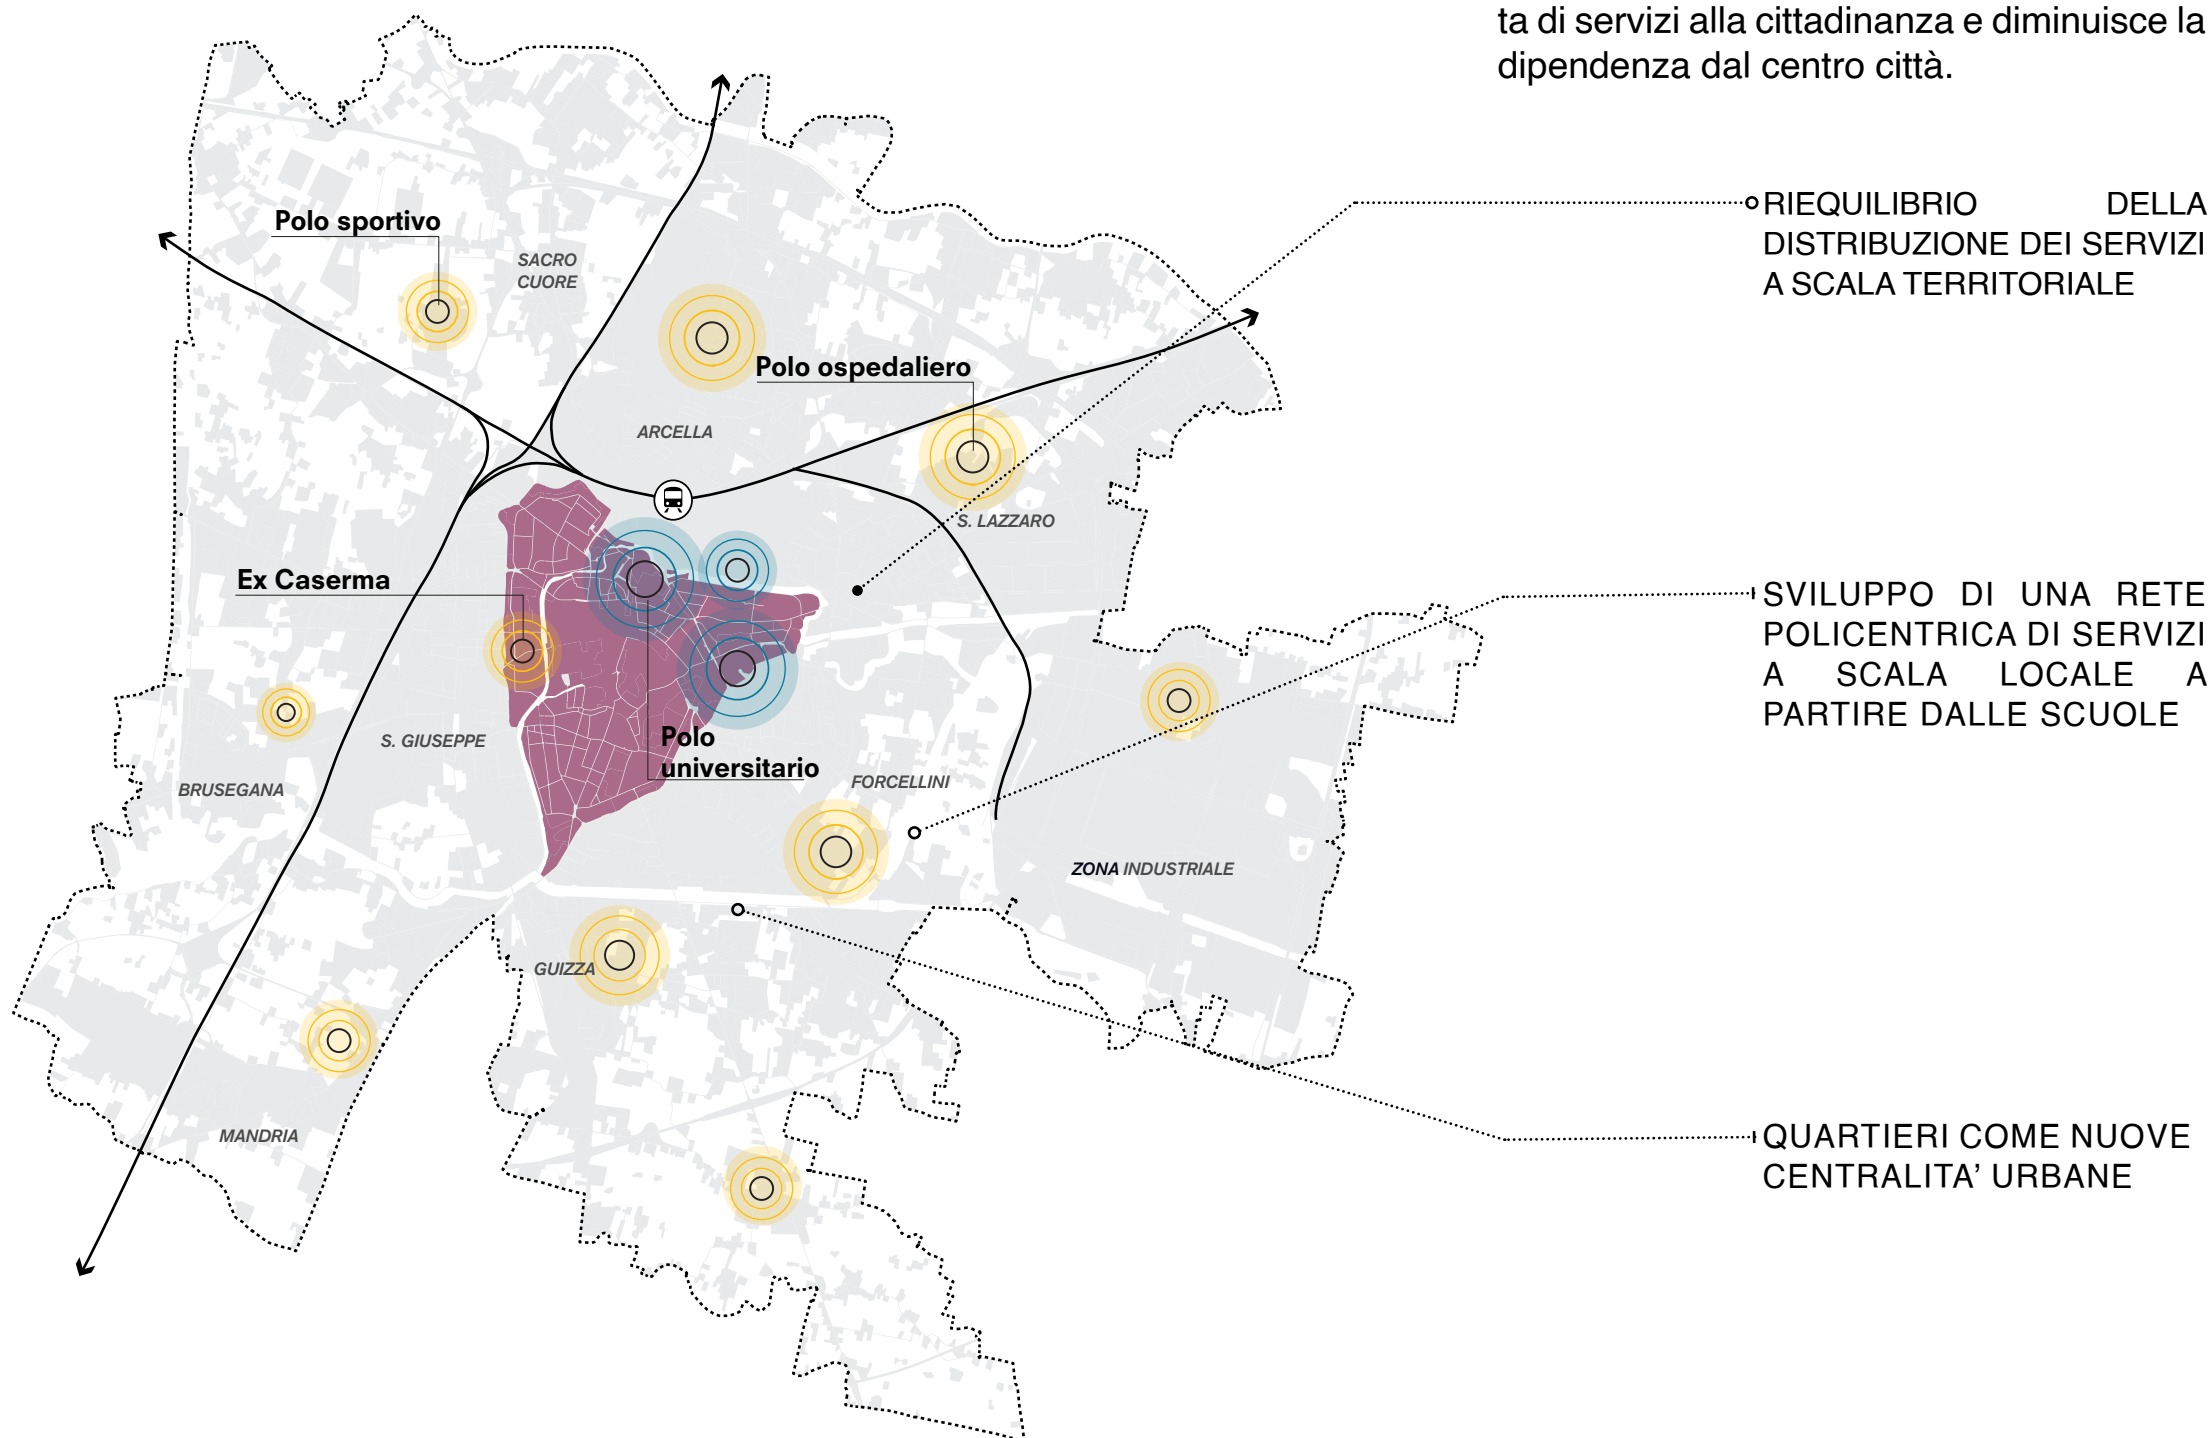 ta di servizi alla cittadinanza e diminuisce la
dipendenza dal centro città.
RIEQUILIBRIO DELLA
DISTRIBUZIONE DEI SERVIZI
A SCALA TERRITORIALE
Polo sportivo
SACRO
CUORE
Polo ospedaliero
ARCELLA
S. LAZZARO
Ex Caserma
SVILUPPO DI UNA RETE
POLICENTRICA DI SERVIZI
A SCALA LOCALE A
PARTIRE DALLE SCUOLE
S. GIUSEPPE
Polo
universitario
BRUSEGANA
FORCELLINI
ZONA INDUSTRIALE
GUIZZA
MANDRIA
QUARTIERI COME NUOVE
CENTRALITA’ URBANE